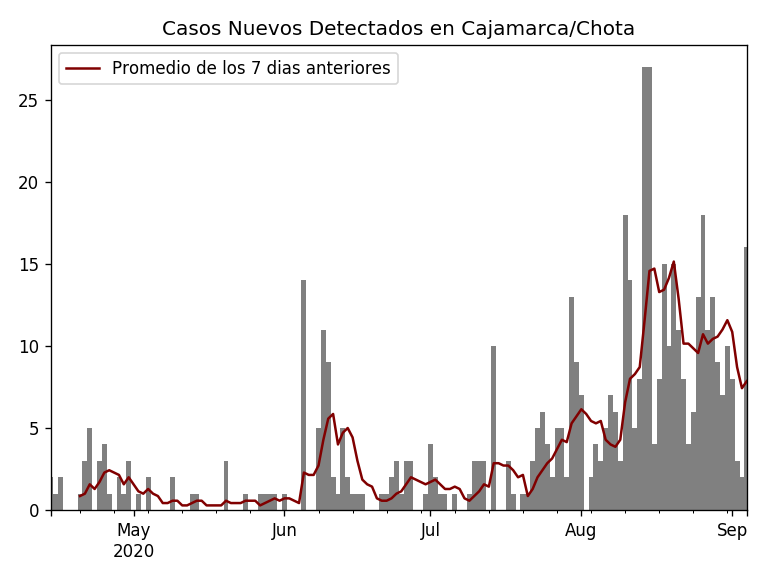 Casos Nuevos Detectados en Cajamarca/Chota
Promedio de los 7 dias anteriores
25
20
15
10
5
0
May
2020
Jun
Jul
Aug
Sep